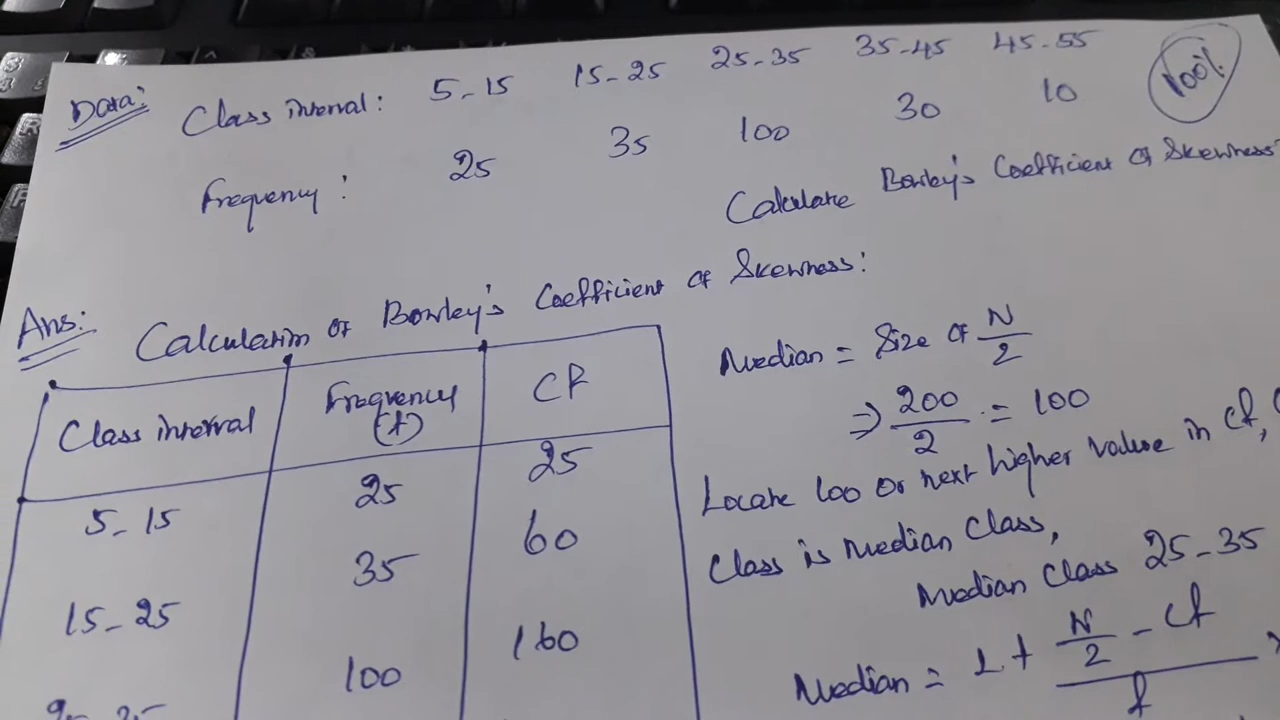 Data:
Class interval: 5-15 15-25 25-35 35-45 45-55
Frequency: 25 35 100 30 10
100%
Calculate Bowley's Coefficient of Skewness
Ans:
Calculation of Bowley's Coefficient of Skewness:
Class interval Frequency (f) CF
5-15 25 25
15-25 35 60
25-35 100 160
Median = Size of N/2
⇒ 200/2 = 100
Locate 100 or next higher value in cf,
Class is median class,
Median Class 25-35
Median = L + N/2 - cf / f